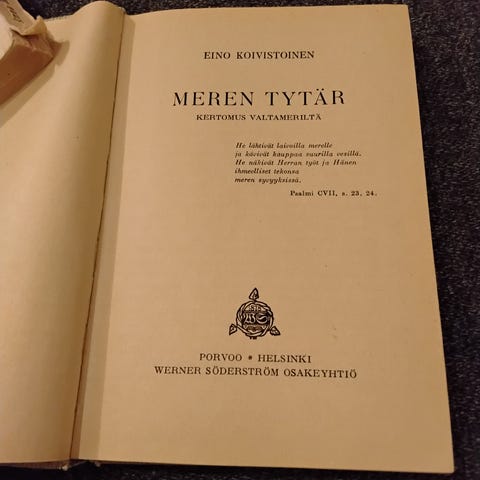 EINO KOIVISTOINEN
MEREN TYTÄR
KERTOMUS VALTAMERILTÄ
He lähtivät laivoilla merelle
ja kävivät kauppaa suurilla vesillä.
He näkivät Herran työt ja Hänen
ihmeelliset tekonsa
meren syvyyksissä.
Psalmi CVII, s. 23, 24.
PORVOO * HELSINKI
WERNER SÖDERSTRÖM OSAKEYHTIÖ